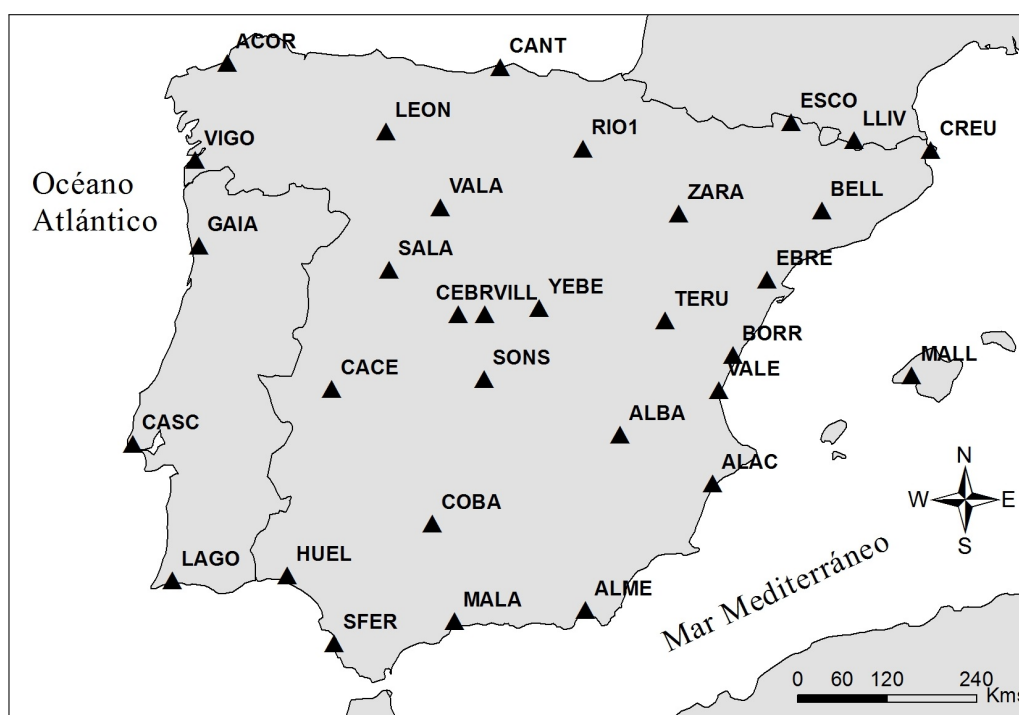 ACOR
CANT
LEON
ESCO
LLIV
RIO1
CREU
VIGO
Océano
Atlántico
VALA
ZARA
BELL
GAIA
SALA
EBRE
CEBRVILL
YEBE
TERU
BORR
MALL
VALE
CACE
SONS
CASC
ALBA
ALAC
N
W E
S
COBA
LAGO
HUEL
ALME
MALA
SFER
Mar Mediterráneo
0 60 120 240
Kms